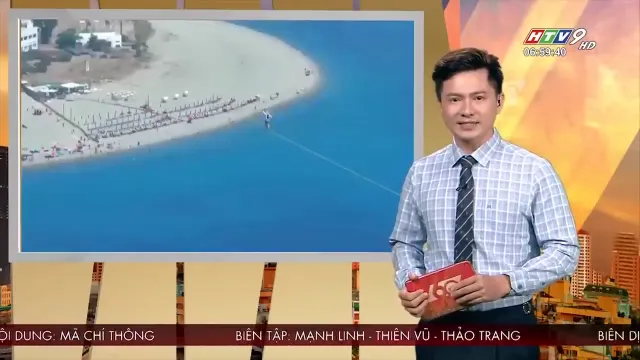 HTV9 HD
06:59:40
ỘI DUNG: MÃ CHÍ THÔNG BIÊN TẬP: MẠNH LINH - THIÊN VŨ - THẢO TRANG BIÊN DỊ